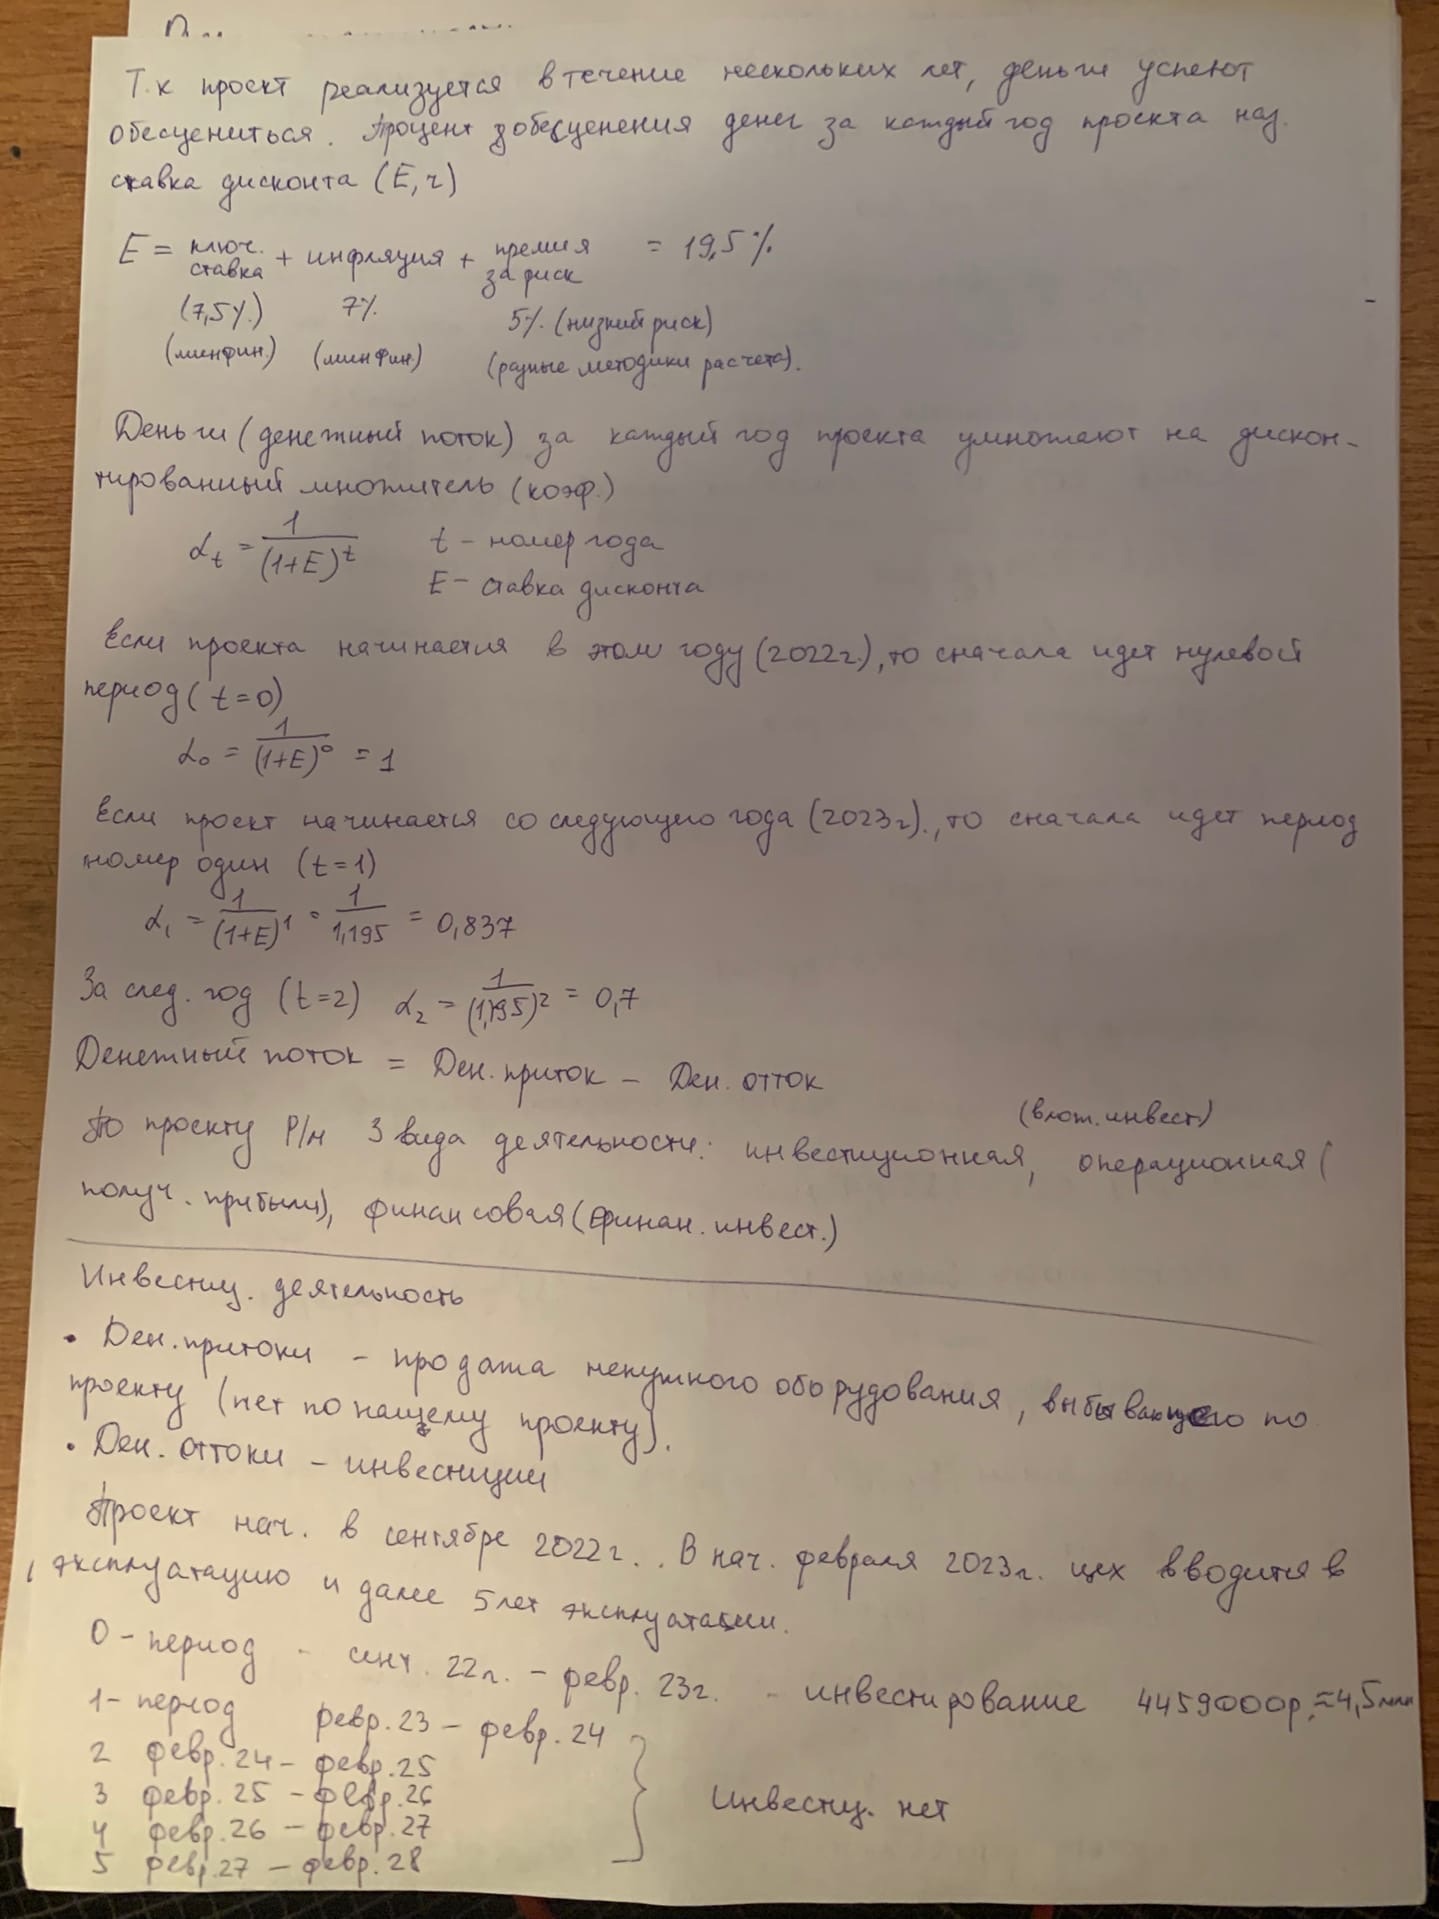 Т.к проект реализуется в течение нескольких лет, деньги успеют
обесцениться. Процент обесценения денег за каждый год проекта наз.
ставка дисконта (E, r)
E = ключ. ставка + инфляция + премия за риск = 19,5%
(7,5%) 7% 5% (низкий риск)
(минфин.) (минфин.) (разные методики расчета).
Деньги (денежный поток) за каждый год проекта умножают на дискон-
тированный множитель (коэф.)
αt = 1/(1+E)^t t – номер года
E – ставка дисконта
Если проекта начинается в этом году (2022г.), то сначала идет нулевой
период (t=0)
α₀ = 1/(1+E)⁰ = 1
Если проект начинается со следующего года (2023г)., то сначала идет период
номер один (t=1)
α₁ = 1/(1+E)¹ = 1/1,195 = 0,837
За след. год (t=2) α₂ = 1/(1,195)² = 0,7
Денежный поток = Ден. приток – Ден. отток
(влож. инвест.)
По проекту Р/м 3 вида деятельности: инвестиционная, операционная (
получ. прибыли), финансовая (финан. инвест.)
Инвестиц. деятельность
• Ден. притоки – продажа ненужного оборудования, выбывающего по
проекту (нет по нашему проекту).
• Ден. оттоки – инвестиции
Проект нач. в сентябре 2022г.. В нач. февраля 2023г. цех вводится в
эксплуатацию и далее 5 лет эксплуатации.
0 – период – сент. 22г. – февр. 23г. – инвестирование 4459000р. ≈ 4,5млн
1 – период февр. 23 – февр. 24
2 февр. 24 – февр. 25
3 февр. 25 – февр. 26
Инвестиц. нет
4 февр. 26 – февр. 27
5 февр. 27 – февр. 28